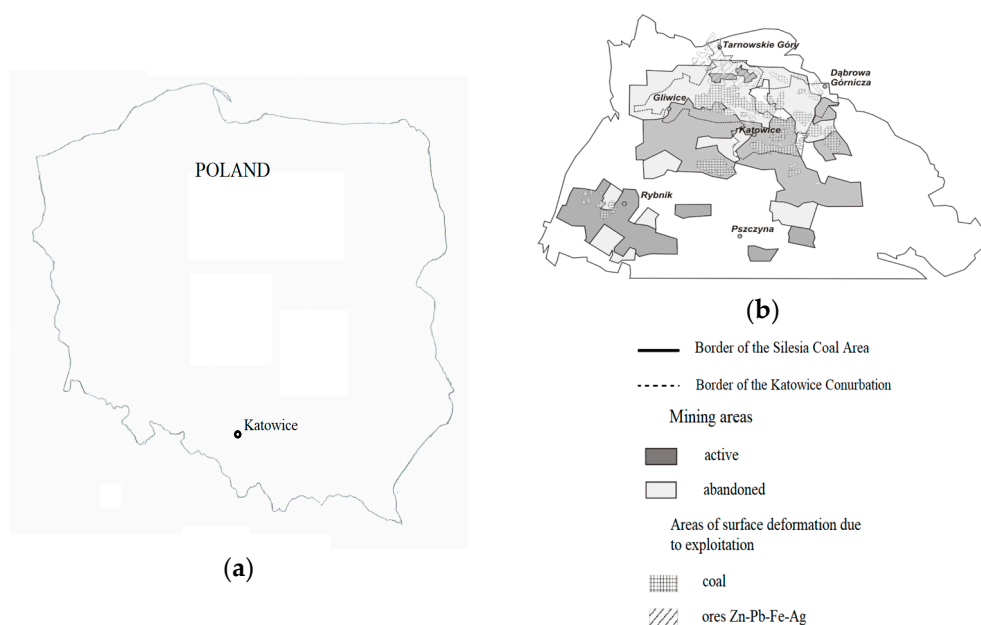 POLAND
Katowice
(a)
Tarnowskie Góry
Dąbrowa
Górnicza
Gliwice
Katowice
Rybnik
Pszczyna
(b)
Border of the Silesia Coal Area
Border of the Katowice Conurbation
Mining areas
active
abandoned
Areas of surface deformation due
to exploitation
coal
ores Zn-Pb-Fe-Ag